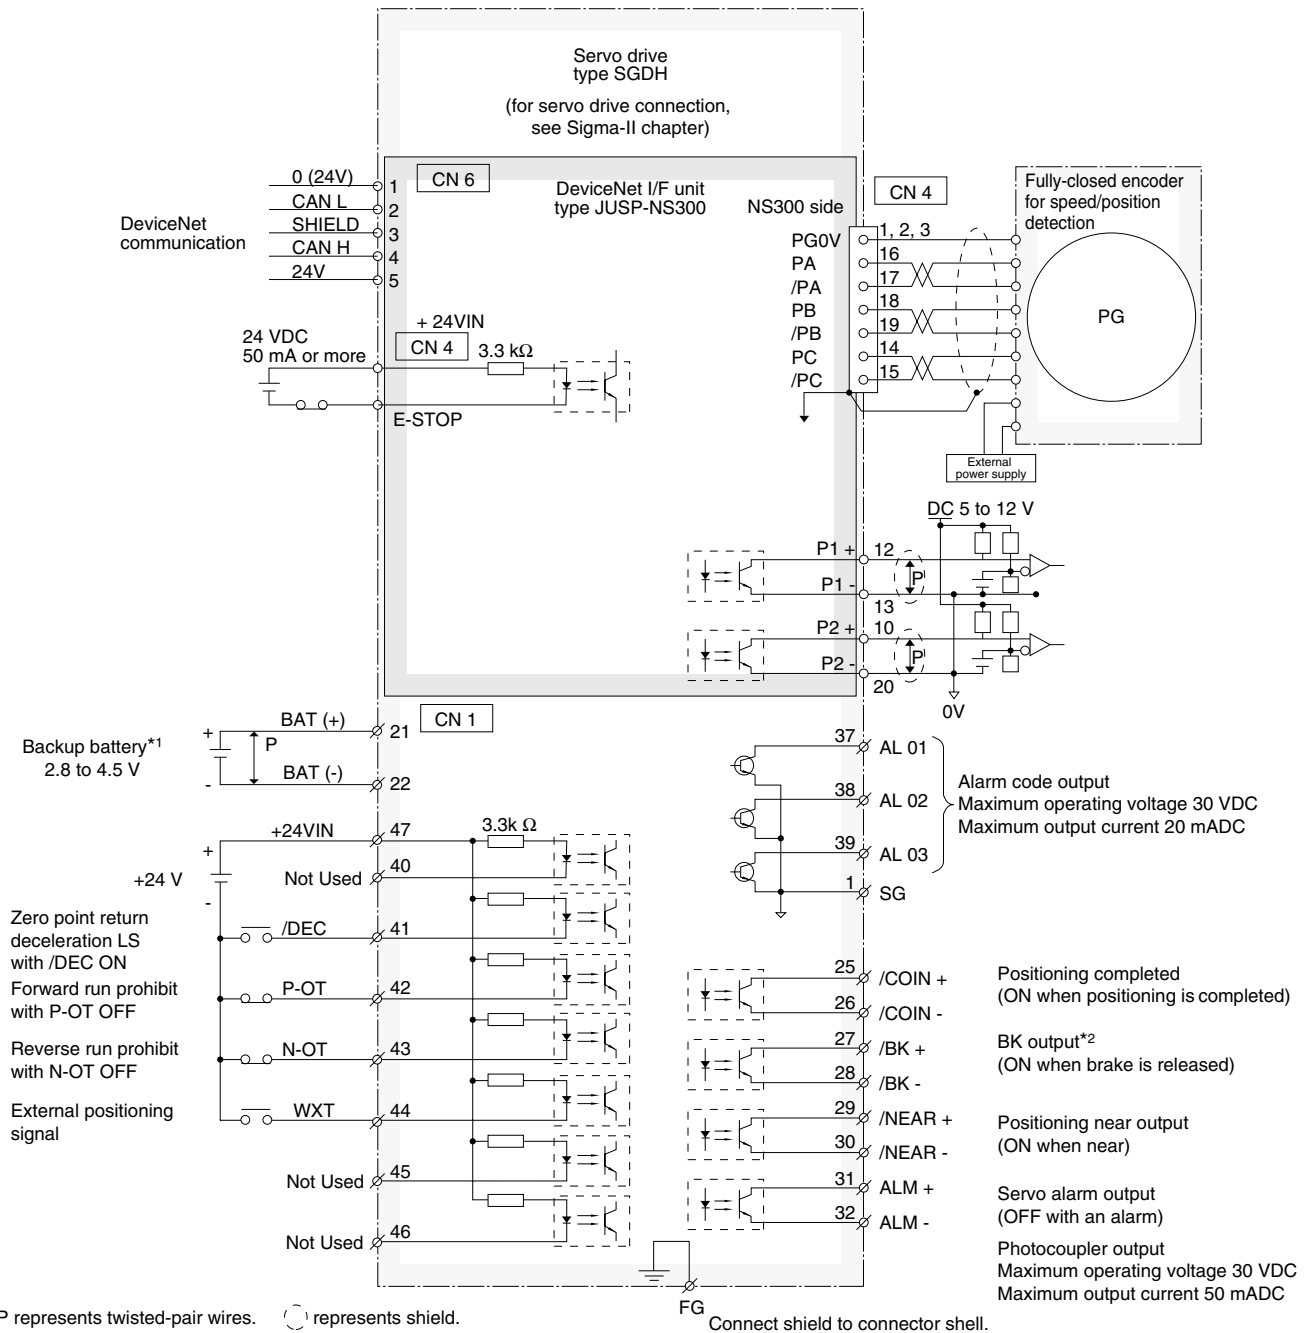 Servo drive
type SGDH
(for servo drive connection,
see Sigma-II chapter)
CN 6
DeviceNet I/F unit
type JUSP-NS300
NS300 side
CN 4
Fully-closed encoder
for speed/position
detection
DeviceNet
communication
0 (24V)
1
CAN L
2
SHIELD
3
CAN H
4
24V
5
PG0V
1, 2, 3
PA
16
/PA
17
PB
18
/PB
19
PC
14
/PC
15
PG
External
power supply
24 VDC
50 mA or more
+ 24VIN
CN 4
3.3 kΩ
E-STOP
DC 5 to 12 V
P1 +
12
P
P1 -
13
P2 +
10
P
P2 -
20
0V
CN 1
Backup battery*1
2.8 to 4.5 V
+
-
BAT (+)
21
P
BAT (-)
22
+24 V
+
-
+24VIN
47
3.3k Ω
Not Used
40
Zero point return
deceleration LS
with /DEC ON
/DEC
41
Forward run prohibit
with P-OT OFF
P-OT
42
Reverse run prohibit
with N-OT OFF
N-OT
43
External positioning
signal
WXT
44
Not Used
45
Not Used
46
37
AL 01
38
AL 02
39
AL 03
1
SG
Alarm code output
Maximum operating voltage 30 VDC
Maximum output current 20 mADC
25
/COIN +
26
/COIN -
Positioning completed
(ON when positioning is completed)
27
/BK +
28
/BK -
BK output*2
(ON when brake is released)
29
/NEAR +
30
/NEAR -
Positioning near output
(ON when near)
31
ALM +
32
ALM -
Servo alarm output
(OFF with an alarm)
Photocoupler output
Maximum operating voltage 30 VDC
Maximum output current 50 mADC
FG
P represents twisted-pair wires.
represents shield.
Connect shield to connector shell.